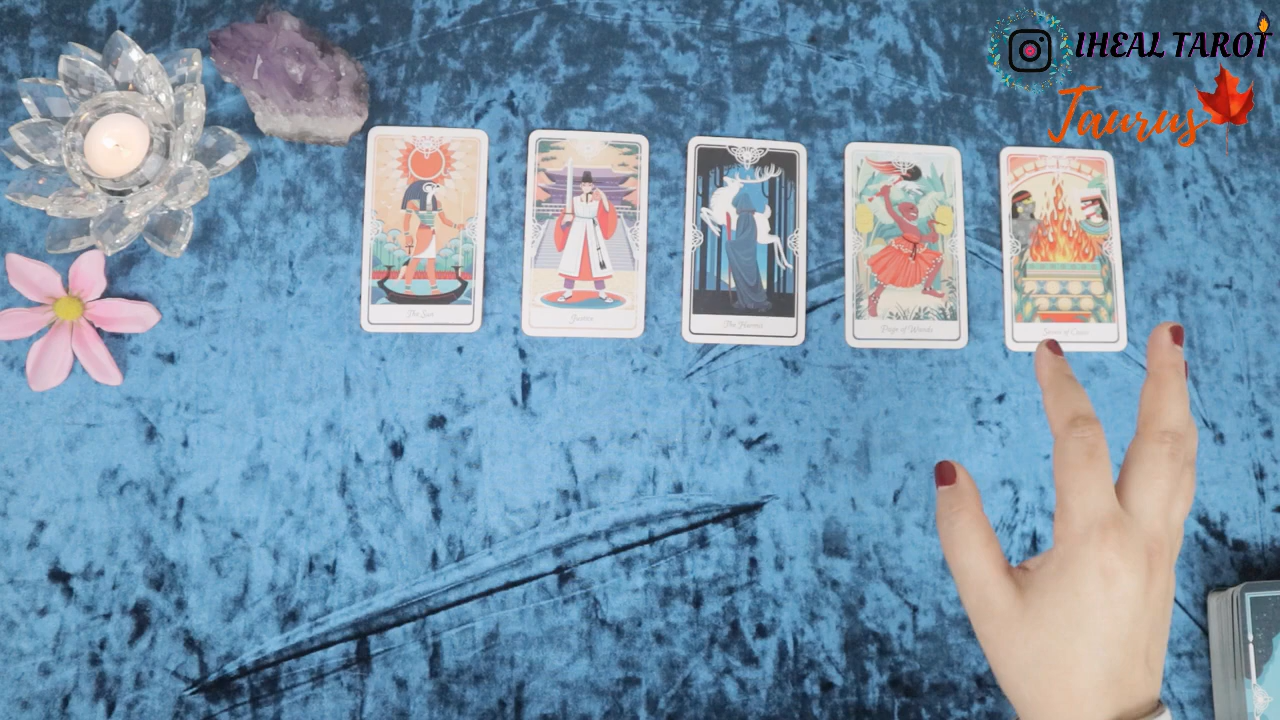 IHEAL TAROT
Taurus
The Sun
Justice
The Hermit
Page of Wands